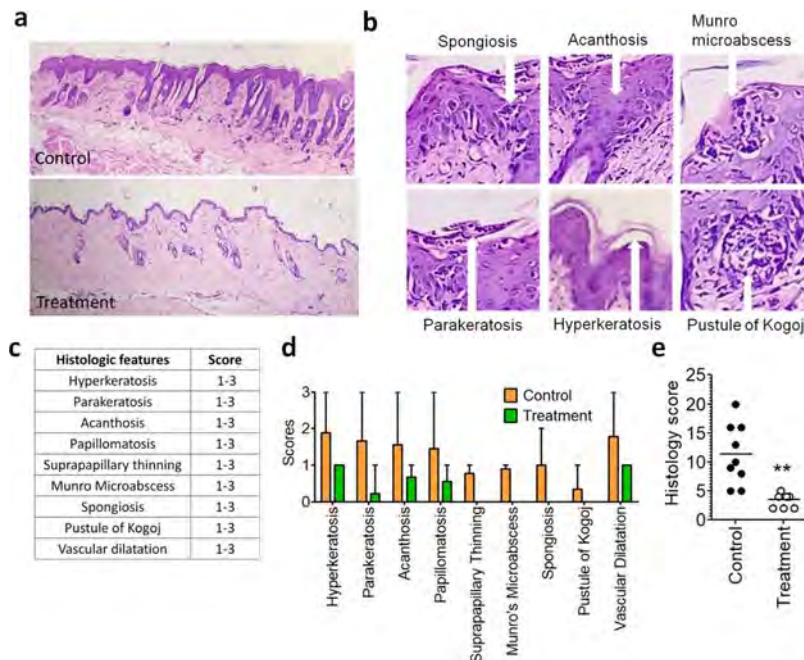 a
Control
Treatment
b
Spongiosis
Acanthosis
Munro
microabscess
Parakeratosis
Hyperkeratosis
Pustule of Kogoj
c
Histologic features Score
Hyperkeratosis 1-3
Parakeratosis 1-3
Acanthosis 1-3
Papillomatosis 1-3
Suprapapillary thinning 1-3
Munro Microabscess 1-3
Spongiosis 1-3
Pustule of Kogoj 1-3
Vascular dilatation 1-3
d
Scores
3
2
1
0
Control
Treatment
Hyperkeratosis
Parakeratosis
Acanthosis
Papillomatosis
Suprapapillary Thinning
Munro's Microabscess
Spongiosis
Pustule of Kogoj
Vascular Dilatation
e
Histology score
25
20
15
10
5
0
**
Control
Treatment